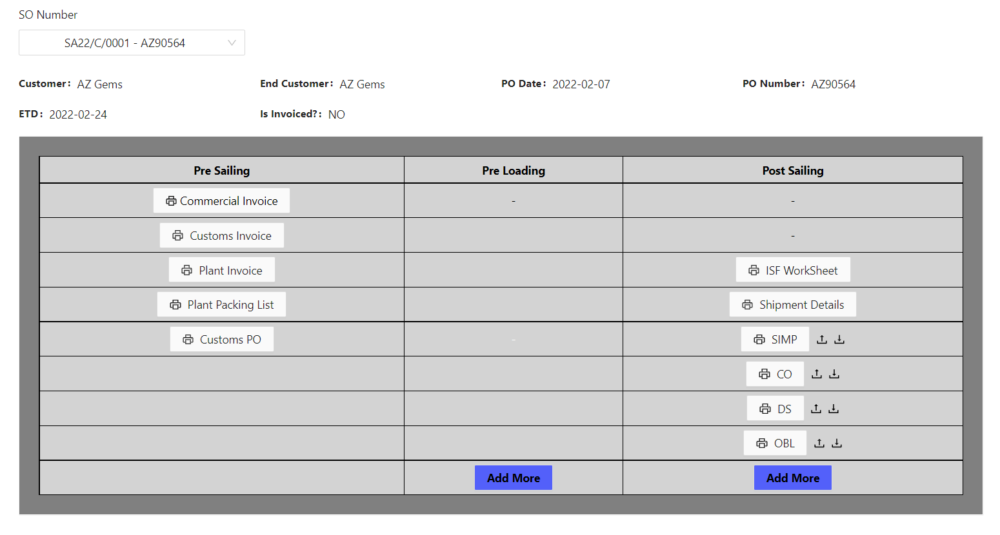 SO Number
SA22/C/0001 - AZ90564
Customer: AZ Gems End Customer: AZ Gems PO Date: 2022-02-07 PO Number: AZ90564
ETD: 2022-02-24 Is Invoiced?: NO
Pre Sailing Pre Loading Post Sailing
Commercial Invoice - -
Customs Invoice -
Plant Invoice ISF WorkSheet
Plant Packing List Shipment Details
Customs PO - SIMP
CO
DS
OBL
Add More Add More